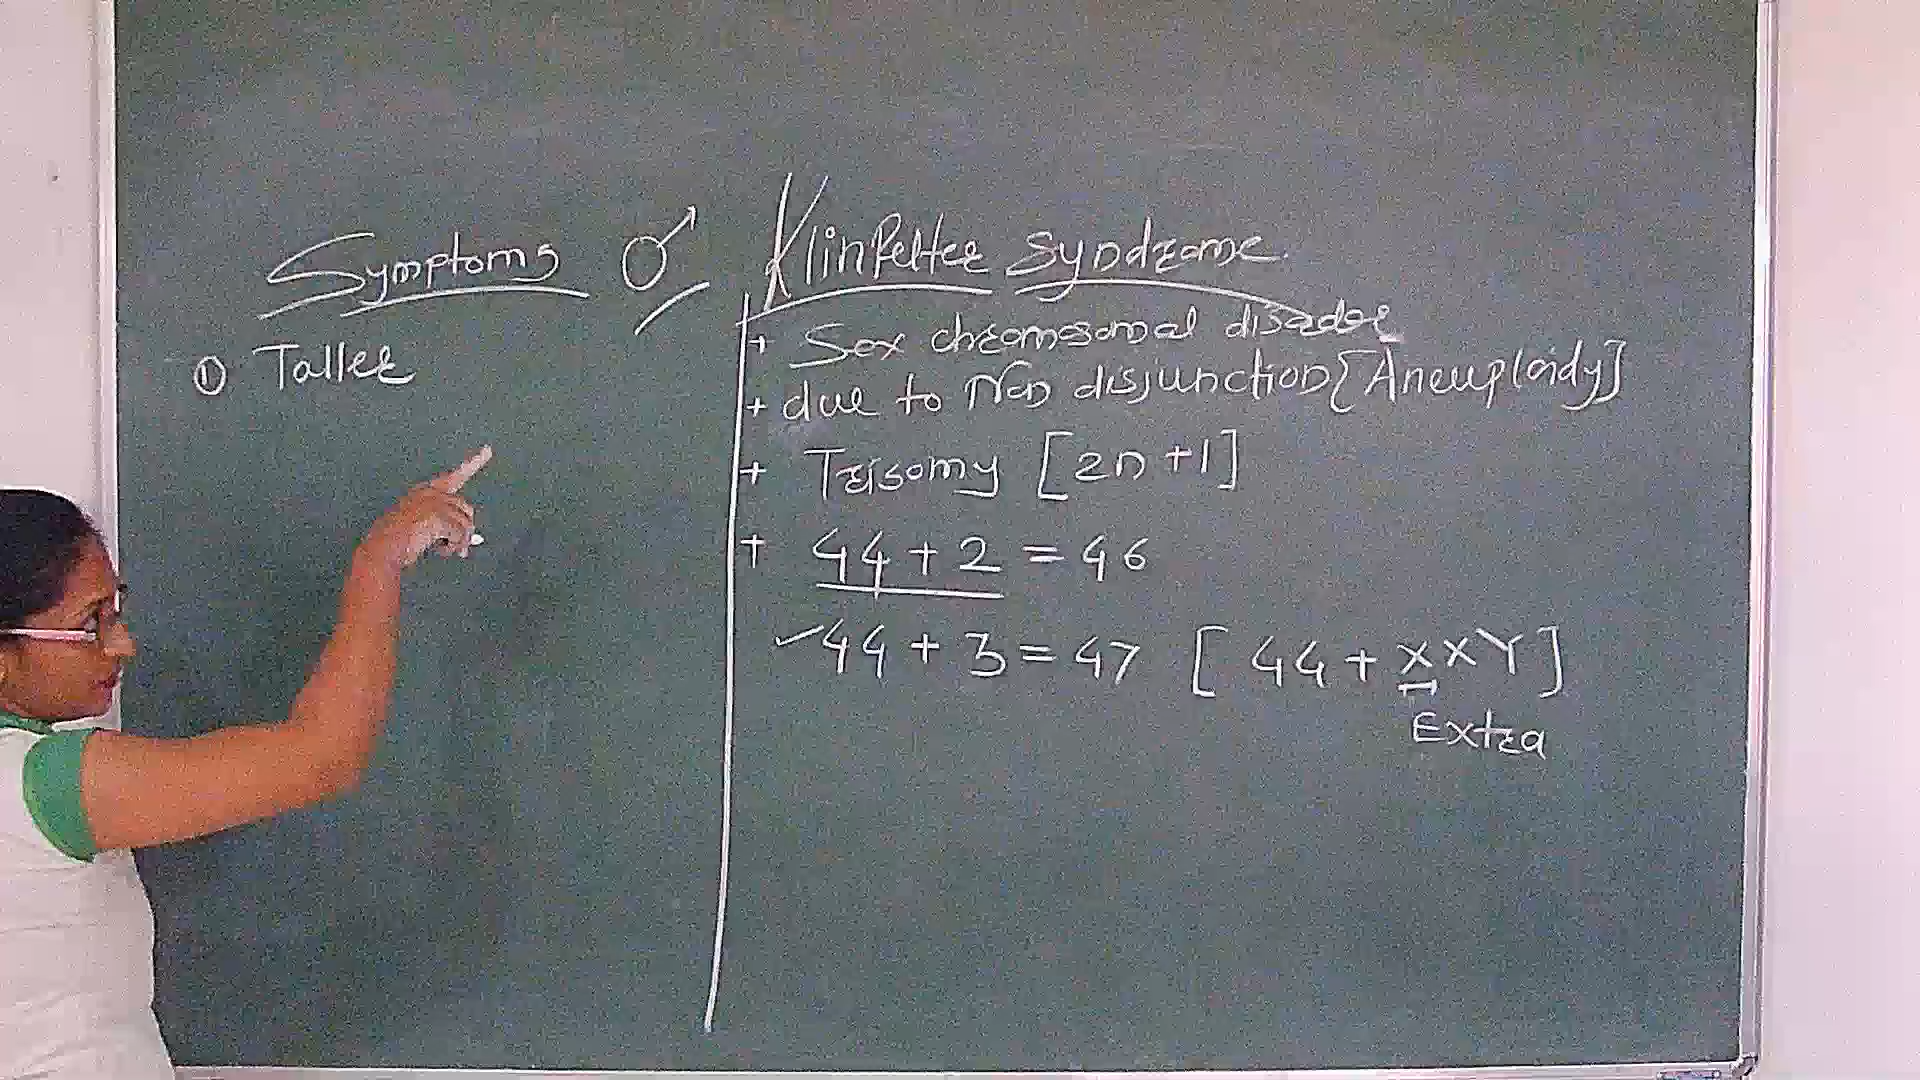 Symptoms ♂
① Taller
Klinfelter Syndrome
+ Sex chromosomal disorder
+ due to Non disjunction [Aneuploidy]
+ Trisomy [2n+1]
+ 44 + 2 = 46
✓44 + 3 = 47 [44 + XXY]
Extra